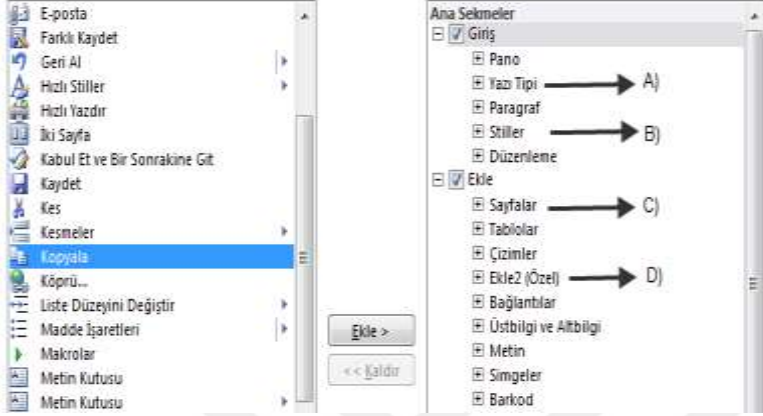 E-posta
Farklı Kaydet
Geri Al
Hızlı Stiller
Hızlı Yazdır
İki Sayfa
Kabul Et ve Bir Sonrakine Git
Kaydet
Kes
Kesmeler
Kopyala
Köprü...
Liste Düzeyini Değiştir
Madde İşaretleri
Makrolar
Metin Kutusu
Metin Kutusu
Ekle >
<< Kaldır
Ana Sekmeler
Giriş
Pano
Yazı Tipi A)
Paragraf
Stiller B)
Düzenleme
Ekle
Sayfalar C)
Tablolar
Çizimler
Ekle2 (Özel) D)
Bağlantılar
Üstbilgi ve Altbilgi
Metin
Simgeler
Barkod